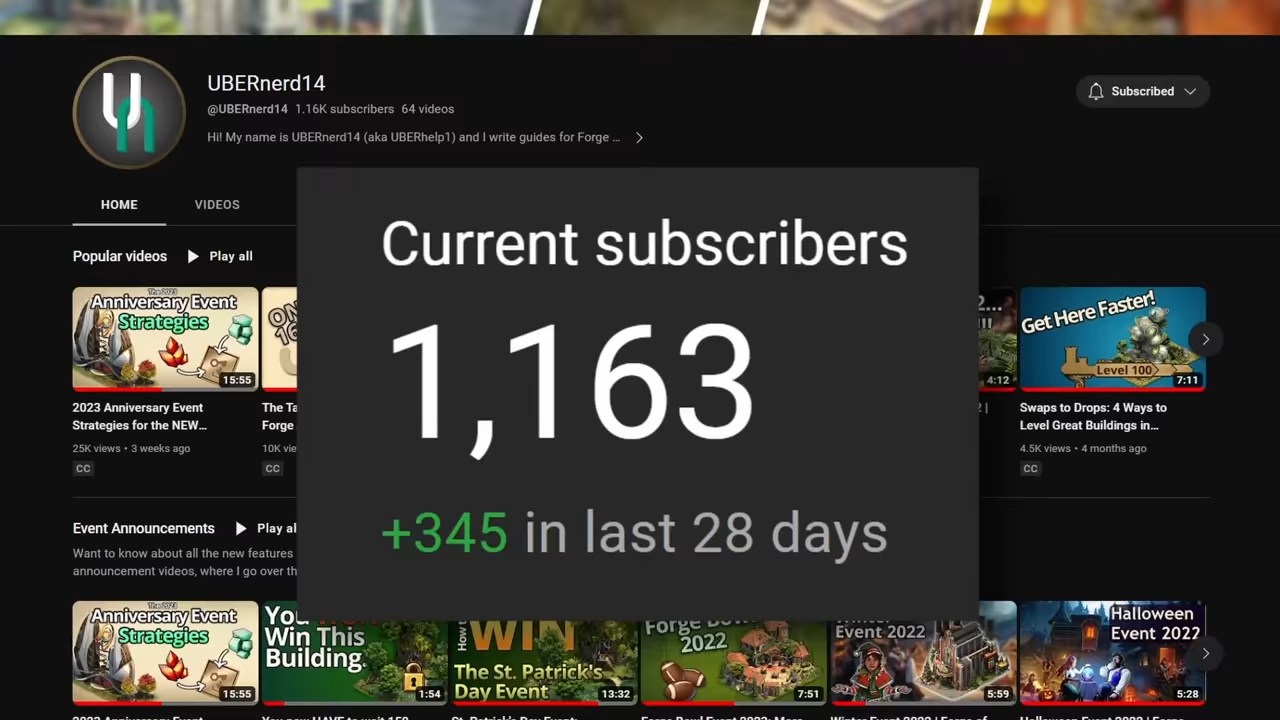 UBERnerd14
@UBERnerd14 1.16K subscribers 64 videos
Hi! My name is UBERnerd14 (aka UBERhelp1) and I write guides for Forge ...
Subscribed
HOME VIDEOS
Current subscribers
1,163
+345 in last 28 days
Popular videos Play all
The 2023
Anniversary Event
Strategies
15:55
4:12
Get Here Faster!
Level 100
7:11
2023 Anniversary Event
Strategies for the NEW...
25K views • 3 weeks ago
CC
The Ta
Forge
10K vie
CC
Swaps to Drops: 4 Ways to
Level Great Buildings in...
4.5K views • 4 months ago
CC
Event Announcements Play al
Want to know about all the new features
announcement videos, where I go over th
The 2023
Anniversary Event
Strategies
15:55
You
Win This
Building.
1:54
How t
WIN
The St. Patrick's
Day Event
13:32
Forge Bowl
2022
7:51
Event 2022
5:59
Halloween
Event 2022
5:28